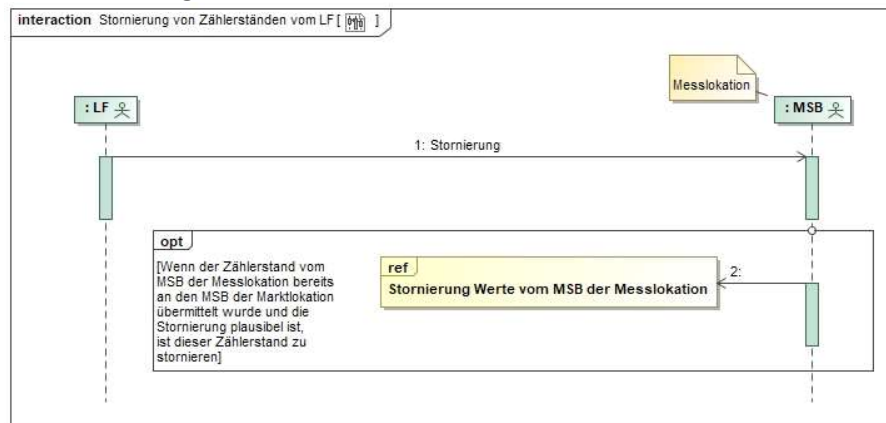 interaction Stornierung von Zählerständen vom LF [ ]
Messlokation
: LF
: MSB
1: Stornierung
opt
[Wenn der Zählerstand vom
MSB der Messlokation bereits
an den MSB der Marktlokation
übermittelt wurde und die
Stornierung plausibel ist,
ist dieser Zählerstand zu
stornieren]
ref
Stornierung Werte vom MSB der Messlokation
2: